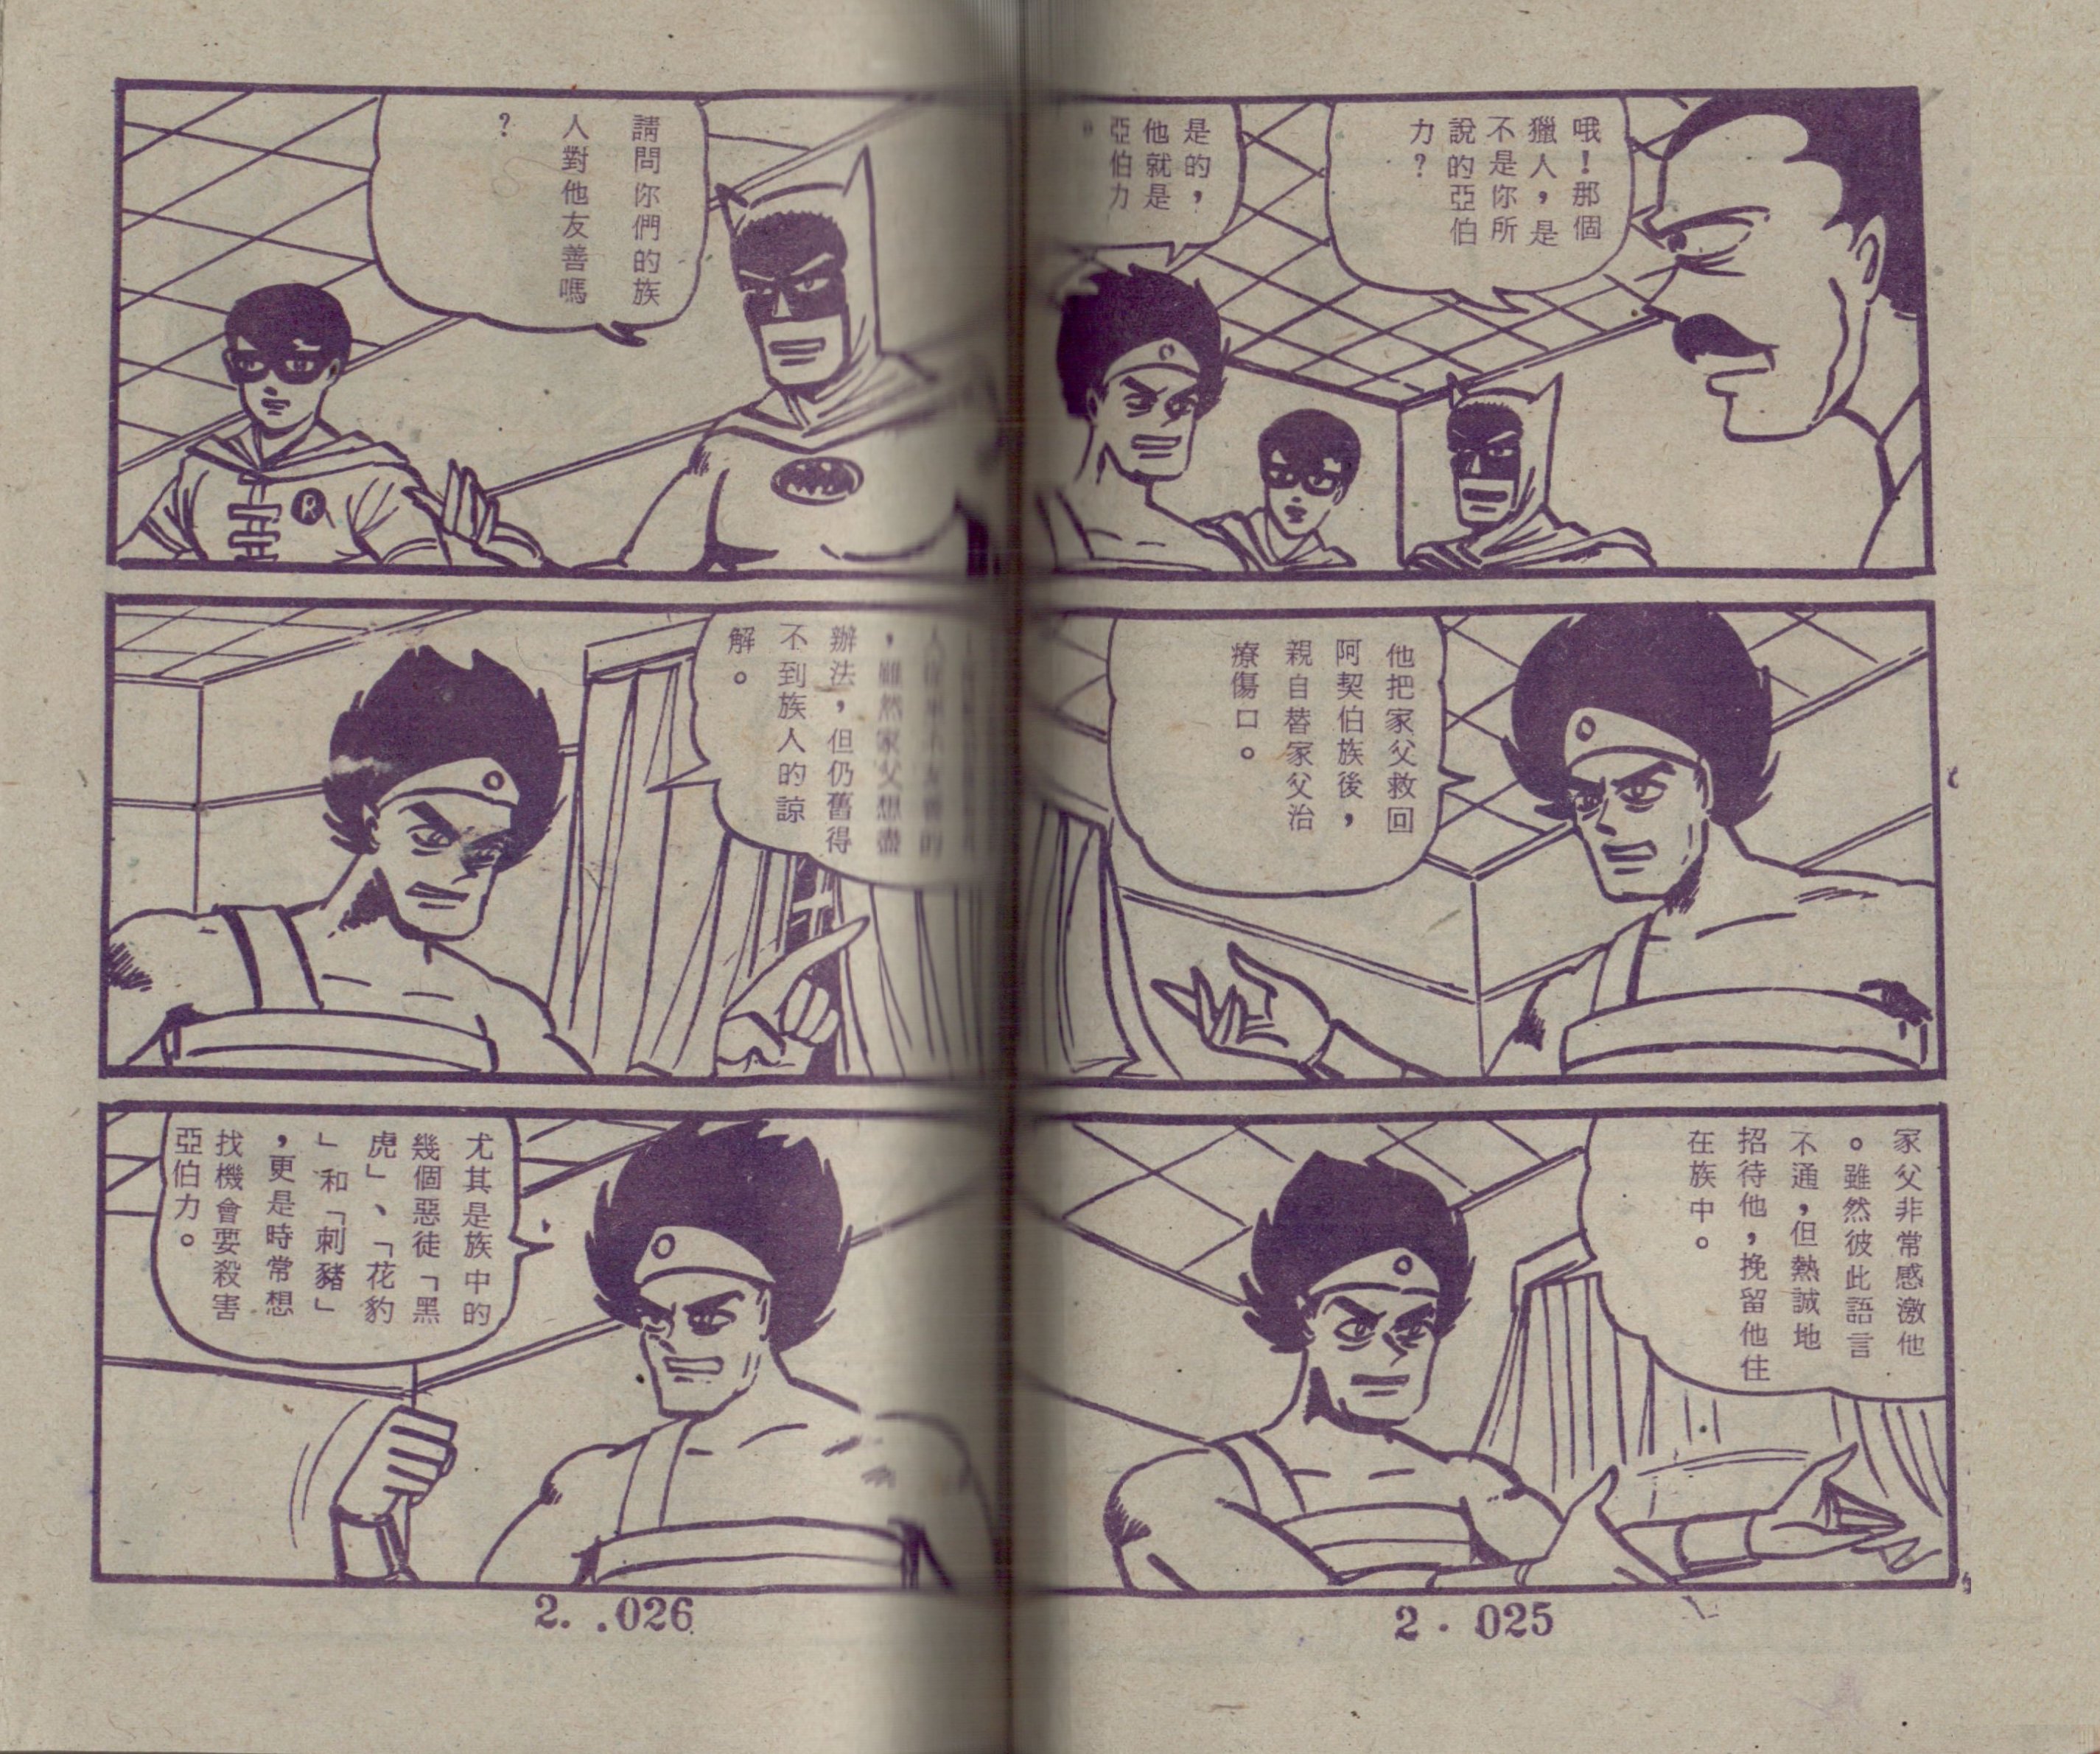 哦！那個
獵人，是
不是你所
說的亞伯
力？
是的，
他就是
亞伯力
。
他把家父救回
阿契伯族後，
親自替家父治
療傷口。
家父非常感激他
。雖然彼此語言
不通，但熱誠地
招待他，挽留他住
在族中。
2．025
請問你們的族
人對他友善嗎
？
R
，雖然家父想盡
辦法，但仍舊得
不到族人的諒
解。
尤其是族中的
幾個惡徒「黑
虎」、「花豹
」和「刺豬」
，更是時常想
找機會要殺害
亞伯力。
2. .026